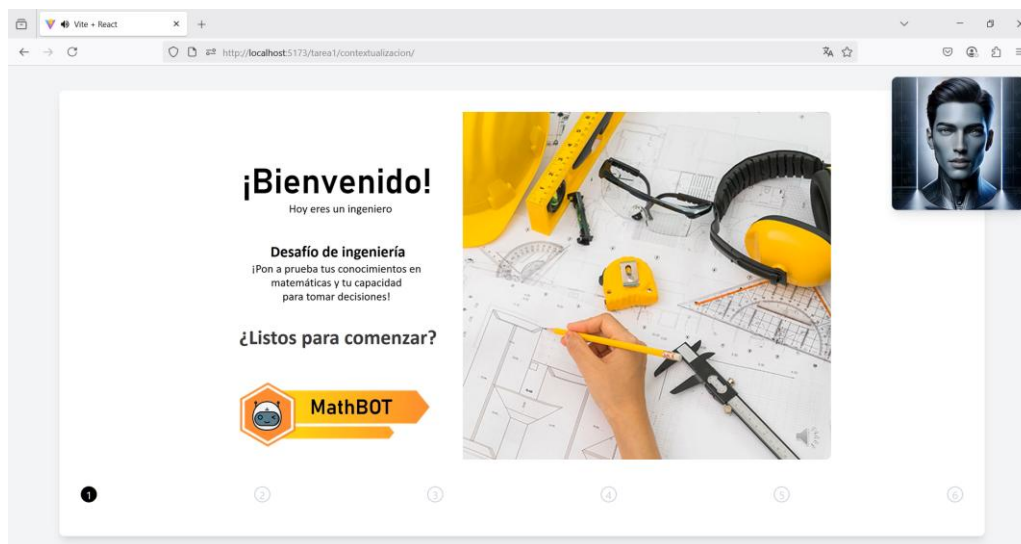 Vite + React
http://localhost:5173/tarea1/contextualizacion/
¡Bienvenido!
Hoy eres un ingeniero
Desafío de ingeniería
¡Pon a prueba tus conocimientos en
matemáticas y tu capacidad
para tomar decisiones!
¿Listos para comenzar?
MathBOT
1
2
3
4
5
6